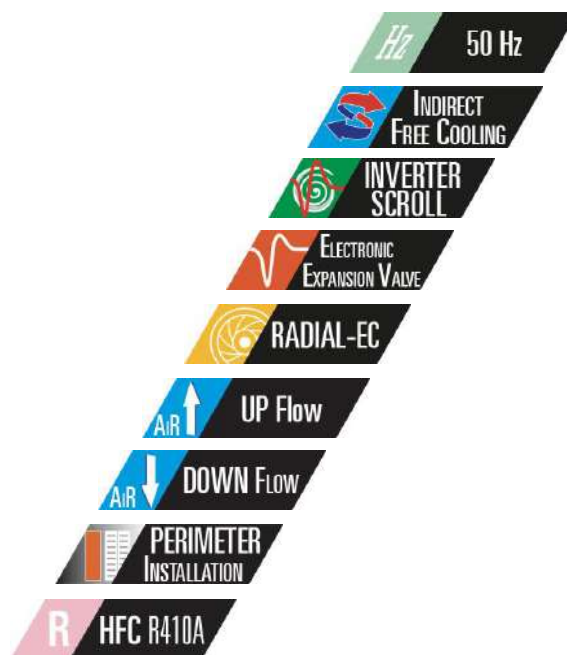 Hz 50 Hz
INDIRECT
FREE COOLING
INVERTER
SCROLL
ELECTRONIC
EXPANSION VALVE
RADIAL-EC
AIR UP Flow
AIR DOWN FLOW
PERIMETER
INSTALLATION
R HFC R410A